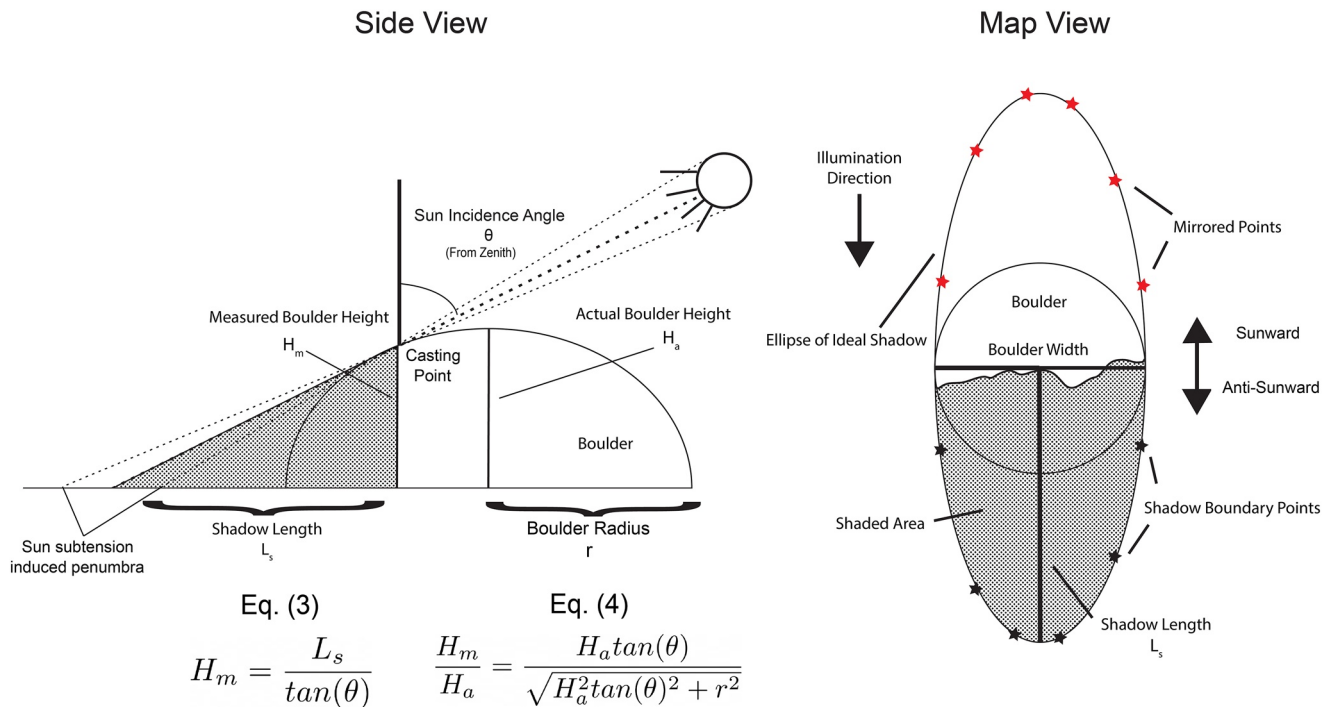 Side View
Map View
Sun Incidence Angle
θ
(From Zenith)
Measured Boulder Height
H_m
Actual Boulder Height
H_a
Casting
Point
Boulder
Sun subtension
induced penumbra
Shadow Length
L_s
Boulder Radius
r
Eq. (3)
H_m = L_s / tan(θ)
Eq. (4)
H_m / H_a = H_a tan(θ) / √(H_a^2 tan(θ)^2 + r^2)
Illumination
Direction
Mirrored Points
Ellipse of Ideal Shadow
Boulder
Boulder Width
Sunward
Anti-Sunward
Shaded Area
Shadow Boundary Points
Shadow Length
L_s